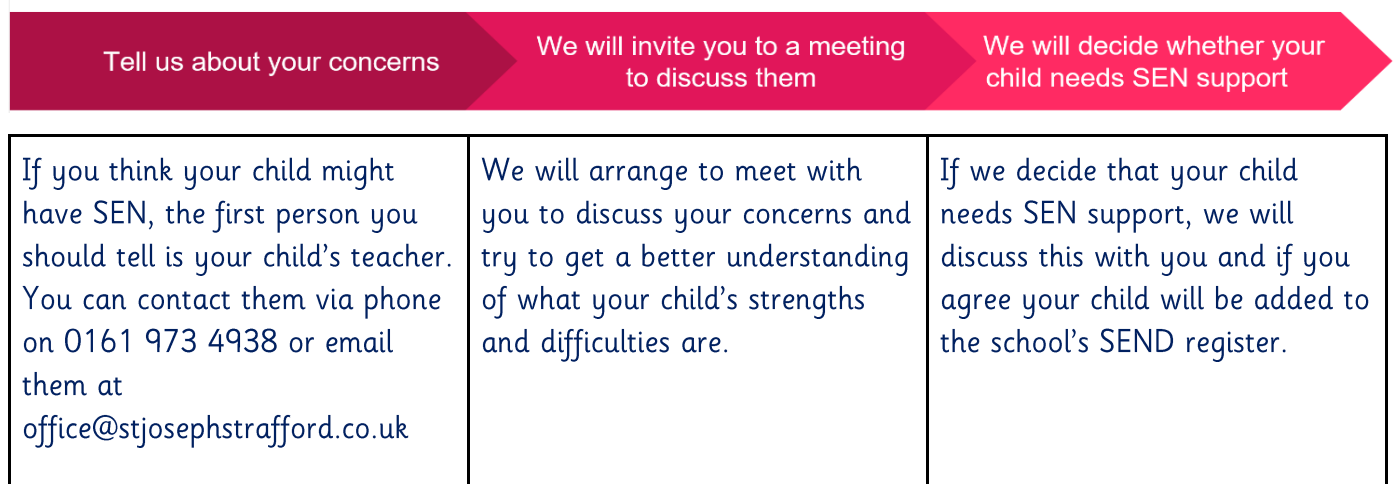 Tell us about your concerns
We will invite you to a meeting
to discuss them
We will decide whether your
child needs SEN support
If you think your child might
have SEN, the first person you
should tell is your child’s teacher.
You can contact them via phone
on 0161 973 4938 or email
them at
office@stjosephstrafford.co.uk
We will arrange to meet with
you to discuss your concerns and
try to get a better understanding
of what your child’s strengths
and difficulties are.
If we decide that your child
needs SEN support, we will
discuss this with you and if you
agree your child will be added to
the school’s SEND register.